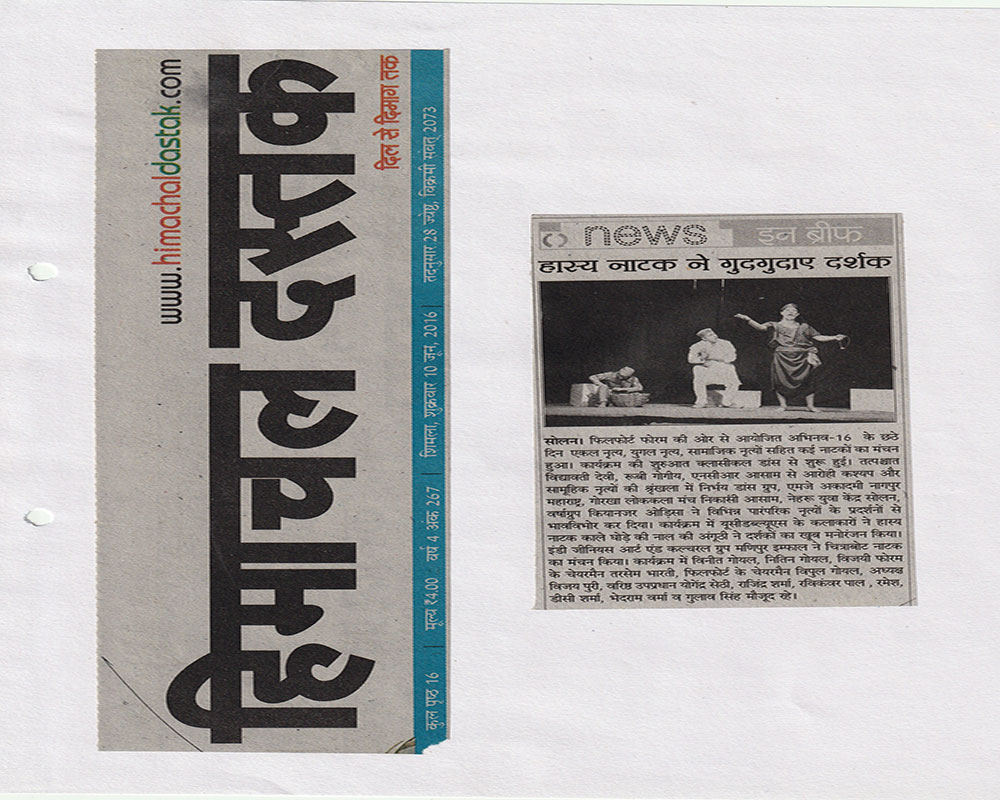 www.himachaldastak.com
हिमाचल दस्तक
दिल से दिमाग तक
कुल पृष्ठ 16 | मूल्य ₹4.00 वर्ष 4 अंक 267 | शिमला, शुक्रवार 10 जून, 2016 | तदनुसार 28 ज्येष्ठ, विक्रमी संवत् 2073
news इन ब्रीफ
हास्य नाटक ने गुदगुदाए दर्शक
सोलन। फिलफोर्ट फोरम की ओर से आयोजित अभिनव-16 के छठे
दिन एकल नृत्य, युगल नृत्य, सामाजिक नृत्यों सहित कई नाटकों का मंचन
हुआ। कार्यक्रम की शुरुआत क्लासीकल डांस से शुरू हुई। तत्पश्चात
विद्यावती देवी, रूबी गोगीय, एनसीआर आसाम से आरोही कश्यप और
सामूहिक नृत्यों की श्रृंखला में निर्भय डांस ग्रुप, एमजे अकादमी नागपुर
महाराष्ट्र, गोरखा लोककला मंच निकासी आसाम, नेहरू युवा केंद्र सोलन,
वर्षाग्रुप कियानजर ओड़िसा ने विभिन्न पारंपरिक नृत्यों के प्रदर्शनों से
भावविभोर कर दिया। कार्यक्रम में यूसीडब्ल्यूएस के कलाकारों ने हास्य
नाटक काले घोड़े की नाल की अंगूठी ने दर्शकों का खूब मनोरंजन किया।
इंडी जीनियस आर्ट एंड कल्चरल ग्रुप मणिपुर इम्फाल ने चित्राबोट नाटक
का मंचन किया। कार्यक्रम में विनीत गोयल, नितिन गोयल, विजयी फोरम
के चेयरमैन तरसेम भारती, फिलफोर्ट के चेयरमैन विपुल गोयल, अध्यक्ष
विजय पुरी, वरिष्ठ उपप्रधान योगेंद्र सेठी, राजिंद्र शर्मा, रविकंवर पाल , रमेश,
डीसी शर्मा, भेदराम वर्मा व गुलाव सिंह मौजूद रहे।